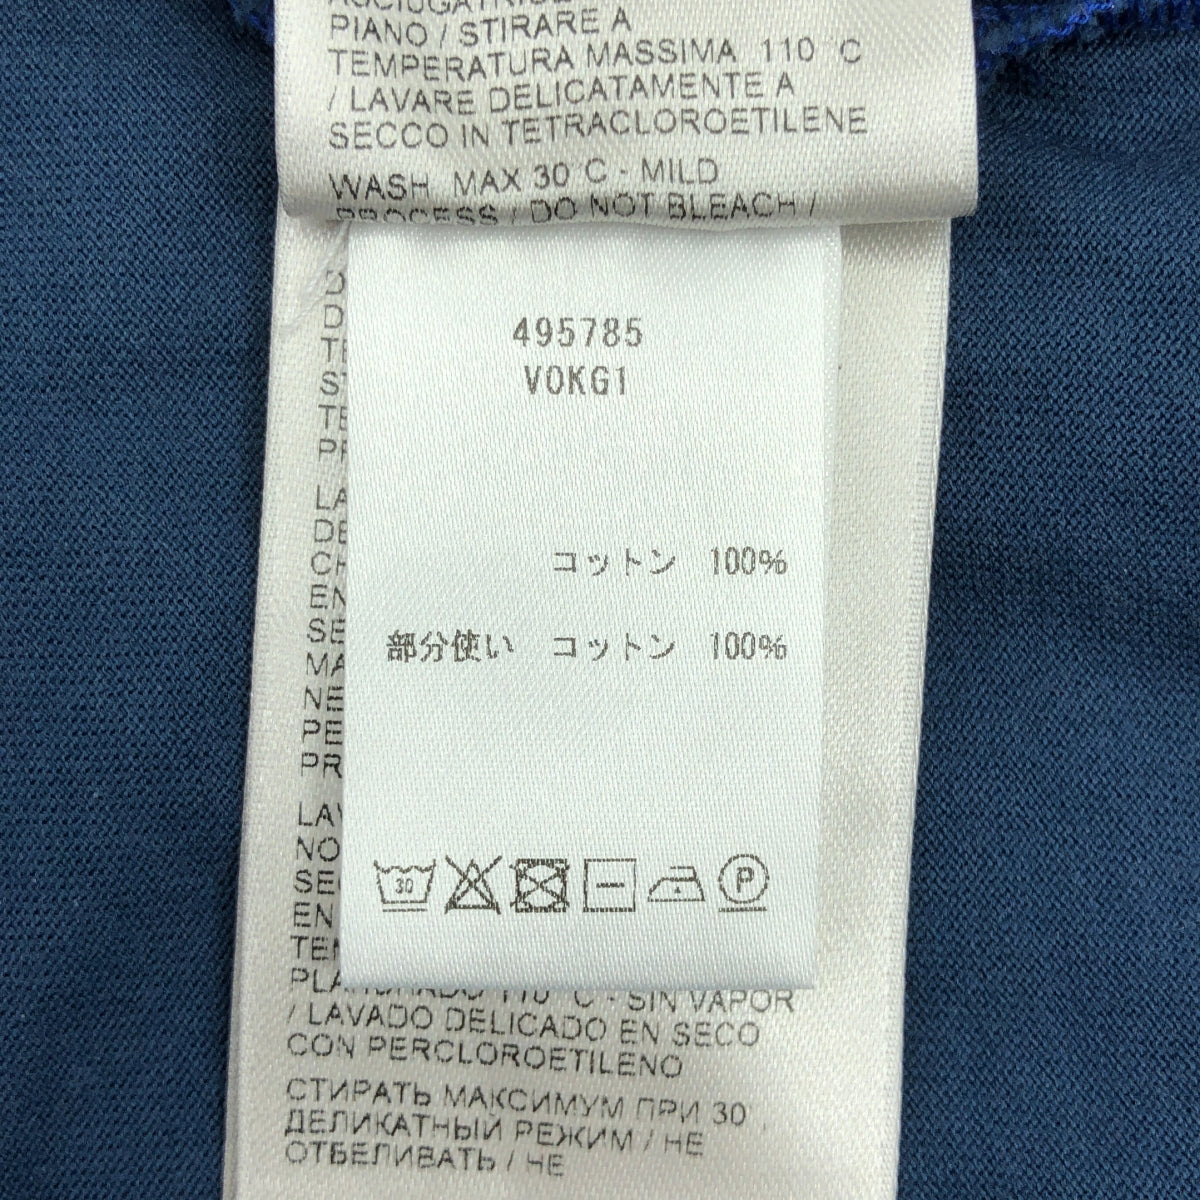 PIANO / STIRARE A
TEMPERATURA MASSIMA 110 °C
/ LAVARE DELICATAMENTE A
SECCO IN TETRACLOROETILENE
WASH MAX 30 C - MILD
PROCESS / DO NOT BLEACH /
495785
V0KG1
コットン 100%
部分使い コットン 100%
30
P
110 °C - SIN VAPOR
/ LAVADO DELICADO EN SECO
CON PERCLOROETILENO
СТИРАТЬ МАКСИМУМ ПРИ 30
ДЕЛИКАТНЫЙ РЕЖИМ / НЕ
ОТБЕЛИВАТЬ / НЕ